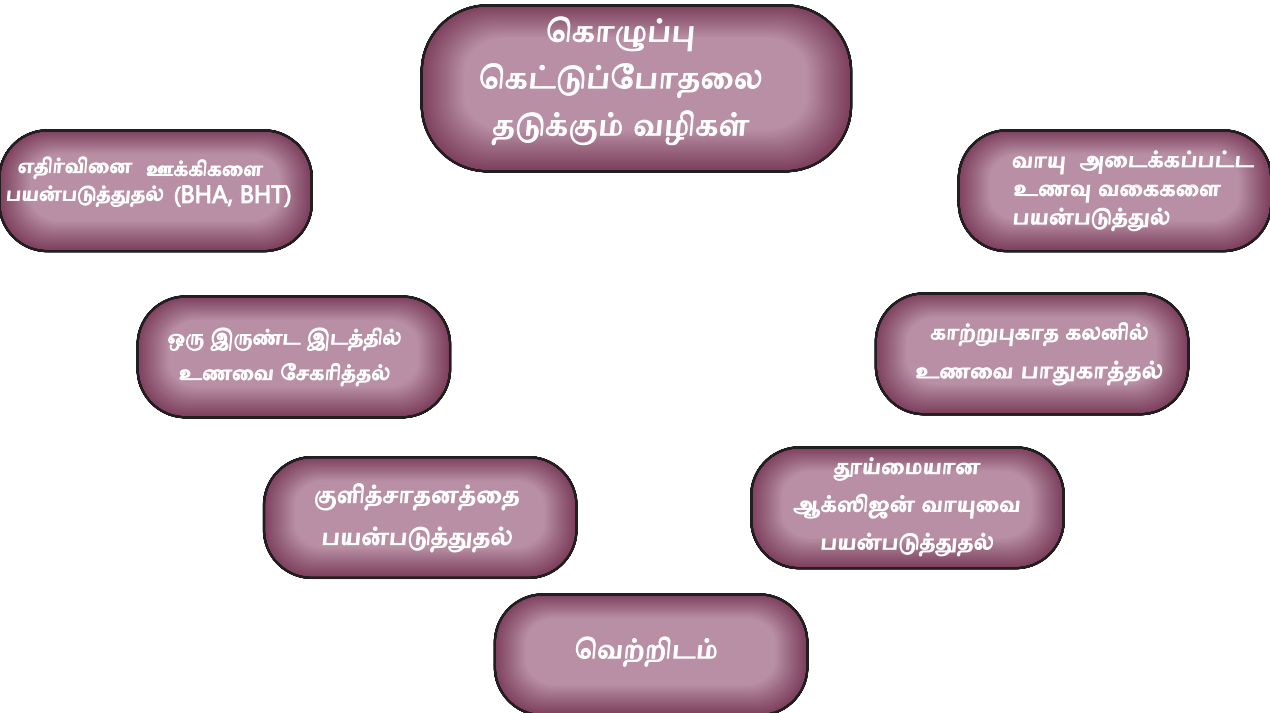 கொழுப்பு
கெட்டுப்போதலை
தடுக்கும் வழிகள்
எதிர்வினை ஊக்கிகளை
பயன்படுத்துதல் (BHA, BHT)
வாயு அடைக்கப்பட்ட
உணவு வகைகளை
பயன்படுத்துல்
ஒரு இருண்ட இடத்தில்
உணவை சேகரித்தல்
காற்றுபுகாத கலனில்
உணவை பாதுகாத்தல்
குளித்சாதனத்தை
பயன்படுத்துதல்
தூய்மையான
ஆக்ஸிஜன் வாயுவை
பயன்படுத்துதல்
வெற்றிடம்